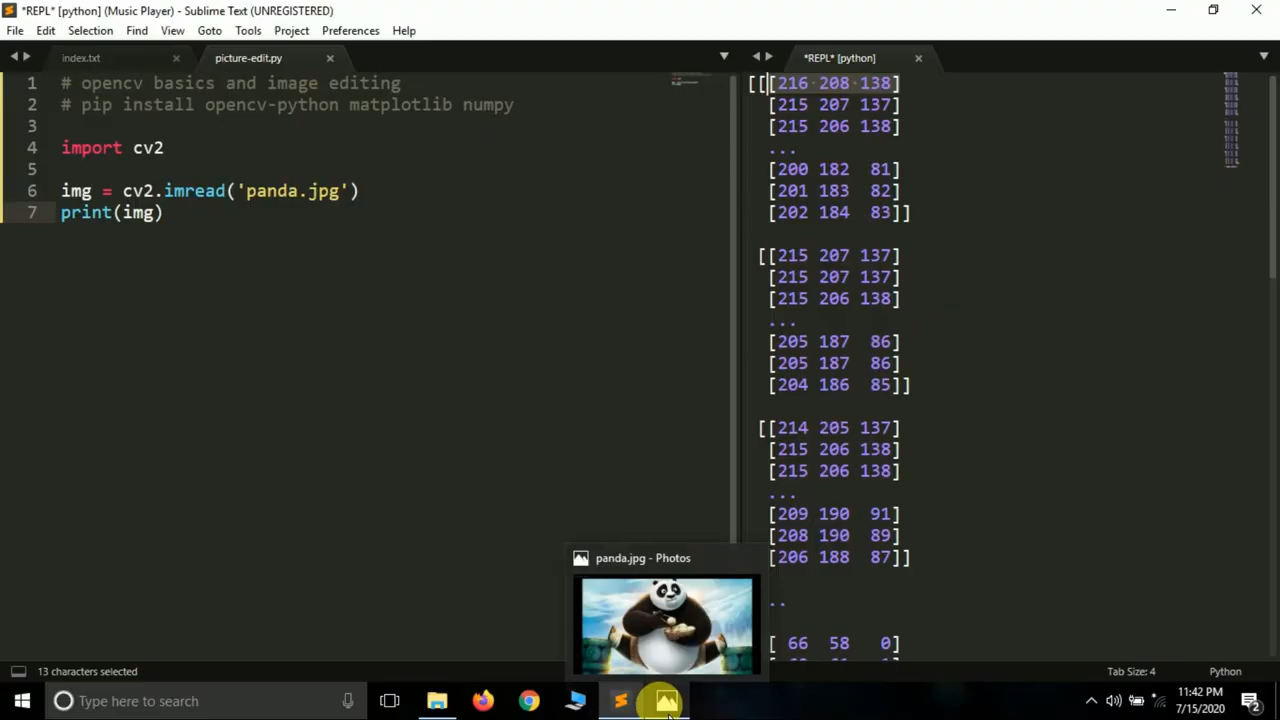 *REPL* [python] (Music Player) - Sublime Text (UNREGISTERED)
File Edit Selection Find View Goto Tools Project Preferences Help
index.txt picture-edit.py *REPL* [python]
1 # opencv basics and image editing
2 # pip install opencv-python matplotlib numpy
3
4 import cv2
5
6 img = cv2.imread('panda.jpg')
7 print(img)
[[[216 208 138]
[215 207 137]
[215 206 138]
...
[200 182 81]
[201 183 82]
[202 184 83]]
[[215 207 137]
[215 207 137]
[215 206 138]
...
[205 187 86]
[205 187 86]
[204 186 85]]
[[214 205 137]
[215 206 138]
[215 206 138]
...
[209 190 91]
[208 190 89]
[206 188 87]]
..
[ 66 58 0]
panda.jpg - Photos
13 characters selected
Tab Size: 4 Python
Type here to search
11:42 PM
7/15/2020
2